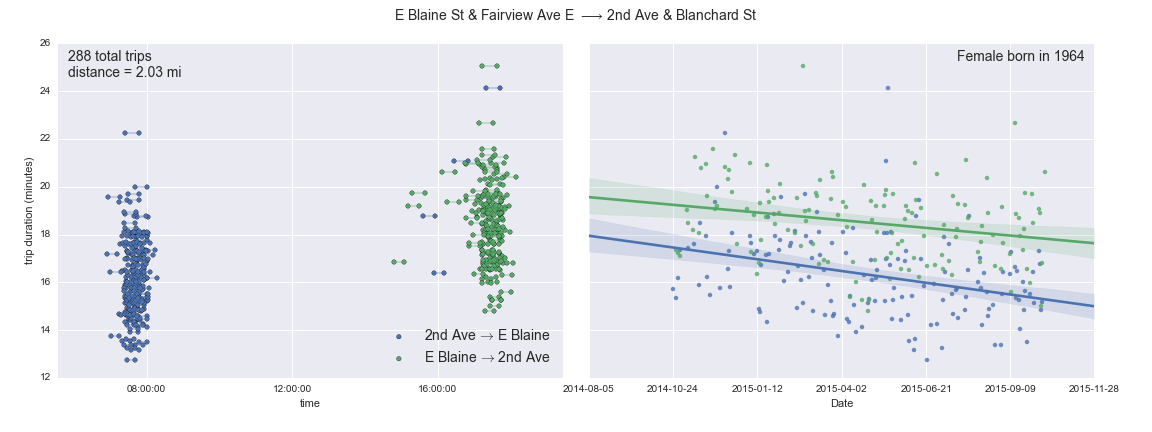 E Blaine St & Fairview Ave E ⟶ 2nd Ave & Blanchard St
288 total trips
distance = 2.03 mi
26
24
22
20
18
16
14
12
trip duration (minutes)
2nd Ave → E Blaine
E Blaine → 2nd Ave
08:00:00 12:00:00 16:00:00
time
Female born in 1964
2014-08-05 2014-10-24 2015-01-12 2015-04-02 2015-06-21 2015-09-09 2015-11-28
Date